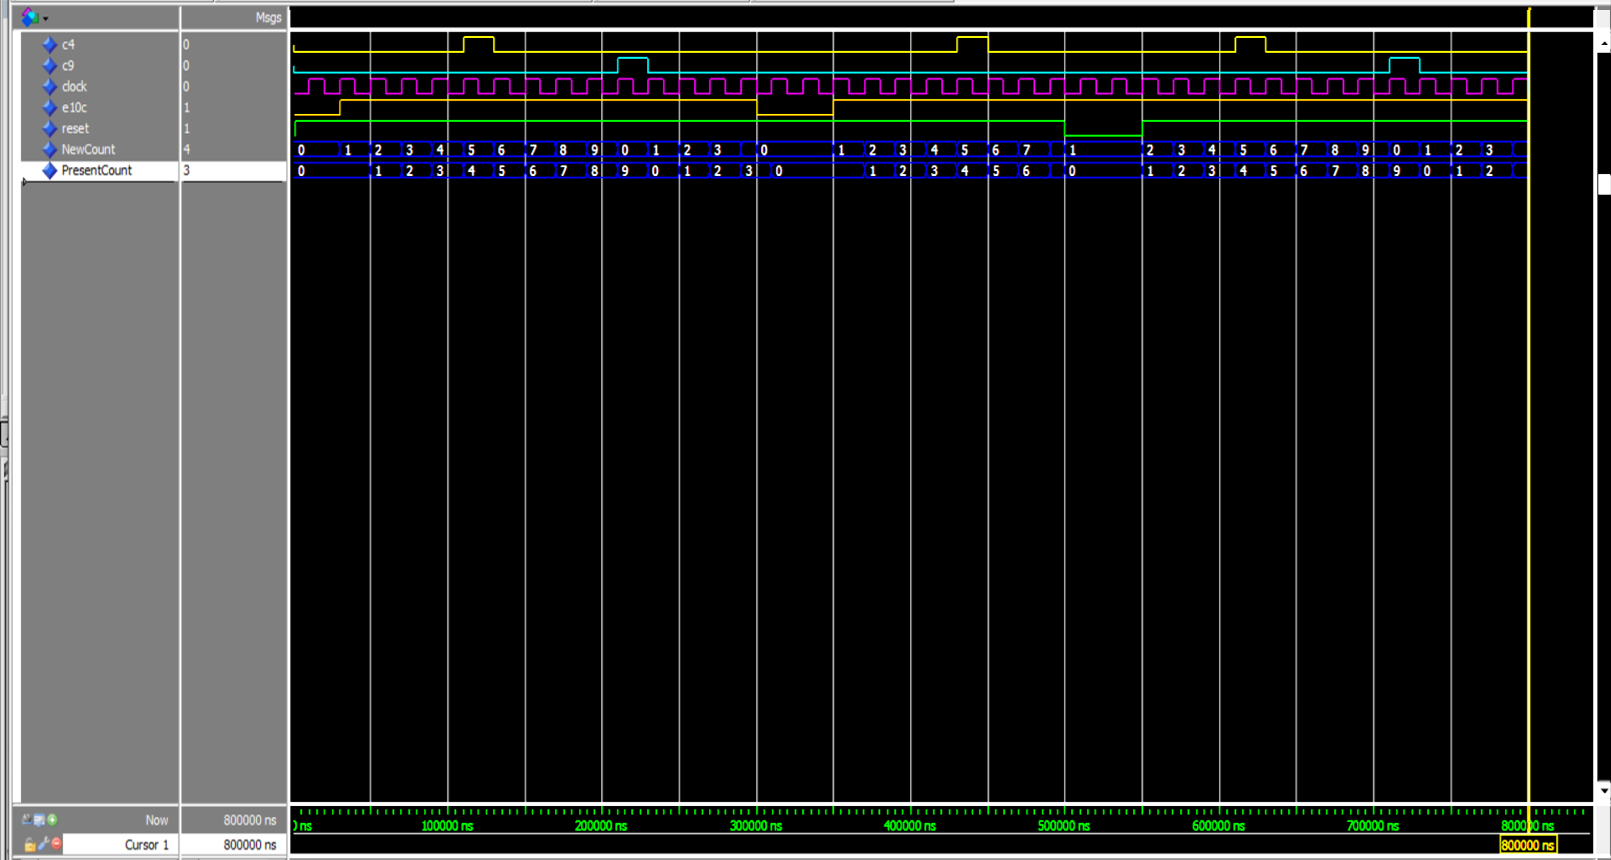 Msgs
c4 0
c9 0
clock 0
e10c 1
reset 1
NewCount 4 0 1 2 3 4 5 6 7 8 9 0 1 2 3 0 1 2 3 4 5 6 7 1 2 3 4 5 6 7 8 9 0 1 2 3
PresentCount 3 0 1 2 3 4 5 6 7 8 9 0 1 2 3 0 1 2 3 4 5 6 0 1 2 3 4 5 6 7 8 9 0 1 2
Now 800000 ns ns 100000 ns 200000 ns 300000 ns 400000 ns 500000 ns 600000 ns 700000 ns 800000 ns
Cursor 1 800000 ns 800000 ns